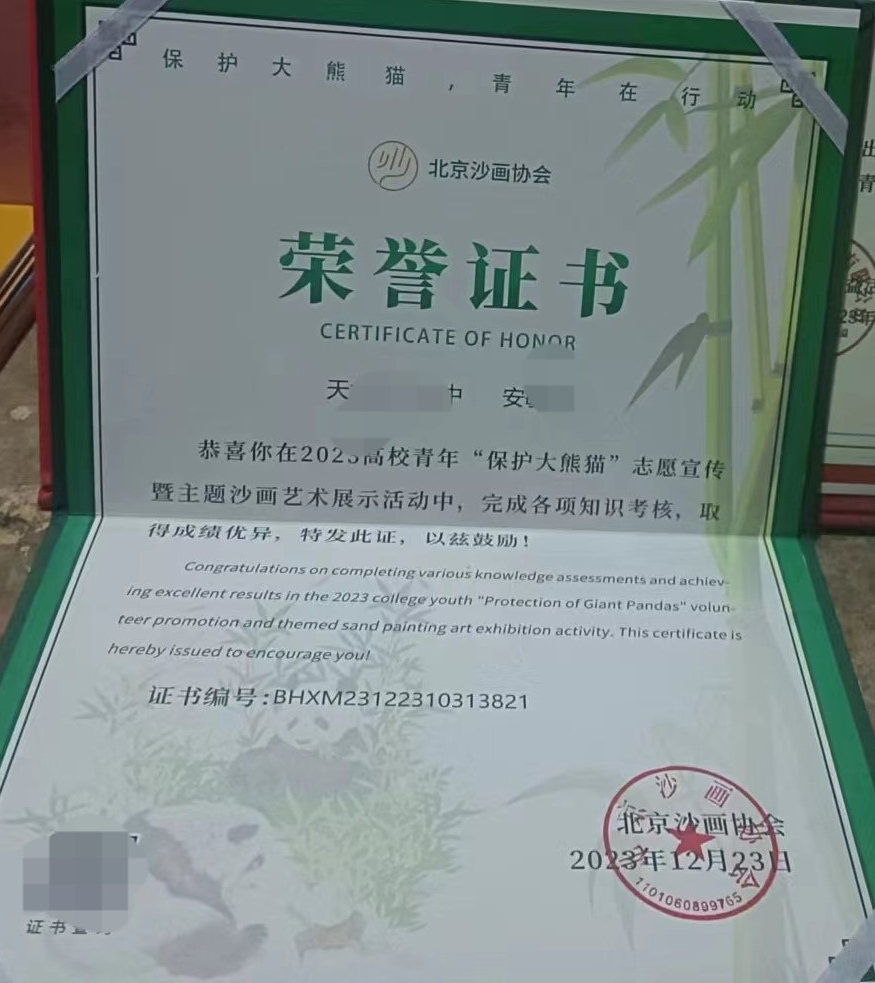 保护大熊猫，青年在行动
北京沙画协会
荣誉证书
CERTIFICATE OF HONOR
天 中 安
恭喜你在2023高校青年“保护大熊猫”志愿宣传
暨主题沙画艺术展示活动中，完成各项知识考核，取
得成绩优异，特发此证，以兹鼓励！
Congratulations on completing various knowledge assessments and achiev-
ing excellent results in the 2023 college youth "Protection of Giant Pandas" volun-
teer promotion and themed sand painting art exhibition activity. This certificate is
hereby issued to encourage you!
证书编号:BHXM23122310313821
北京沙画协会
2023年12月23日
1101060899765
证书